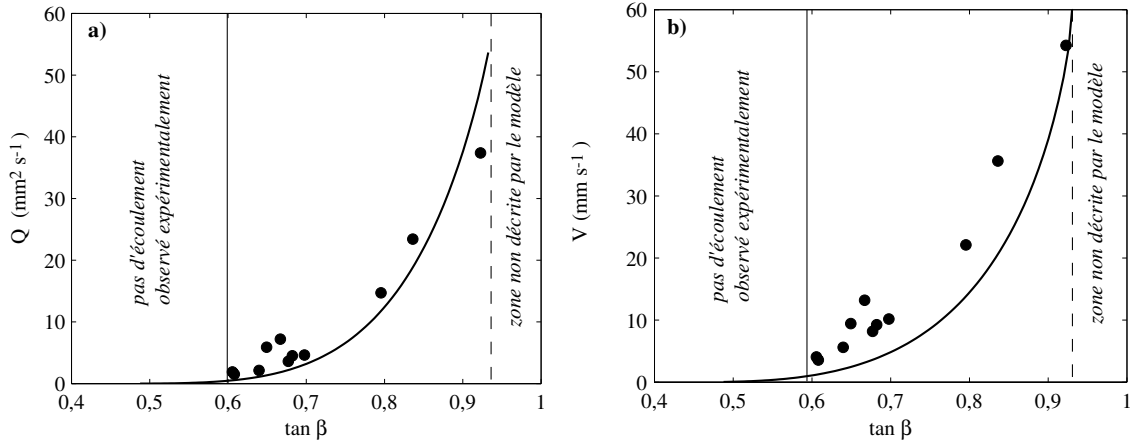 a)
60
50
40
30
20
10
0
Q (mm² s⁻¹)
pas d'écoulement
observé expérimentalement
zone non décrite par le modèle
0,4 0,5 0,6 0,7 0,8 0,9 1
tan β
b)
60
50
40
30
20
10
0
V (mm s⁻¹)
pas d'écoulement
observé expérimentalement
zone non décrite par le modèle
0,4 0,5 0,6 0,7 0,8 0,9 1
tan β